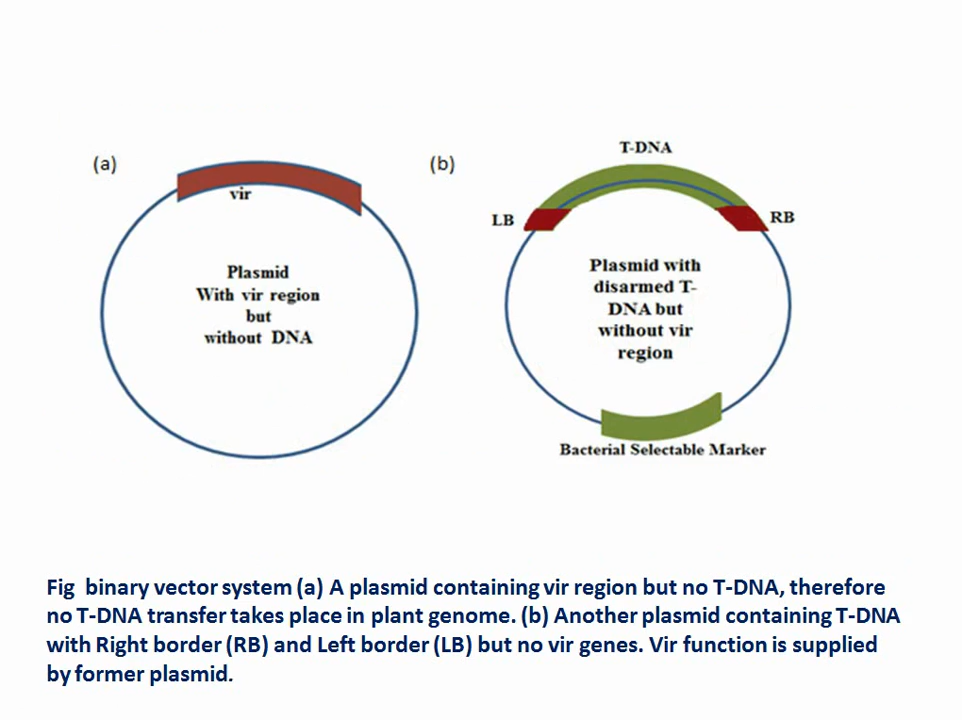 (a)
vir
Plasmid
With vir region
but
without DNA
(b)
T-DNA
LB
RB
Plasmid with
disarmed T-
DNA but
without vir
region
Bacterial Selectable Marker
Fig binary vector system (a) A plasmid containing vir region but no T-DNA, therefore
no T-DNA transfer takes place in plant genome. (b) Another plasmid containing T-DNA
with Right border (RB) and Left border (LB) but no vir genes. Vir function is supplied
by former plasmid.